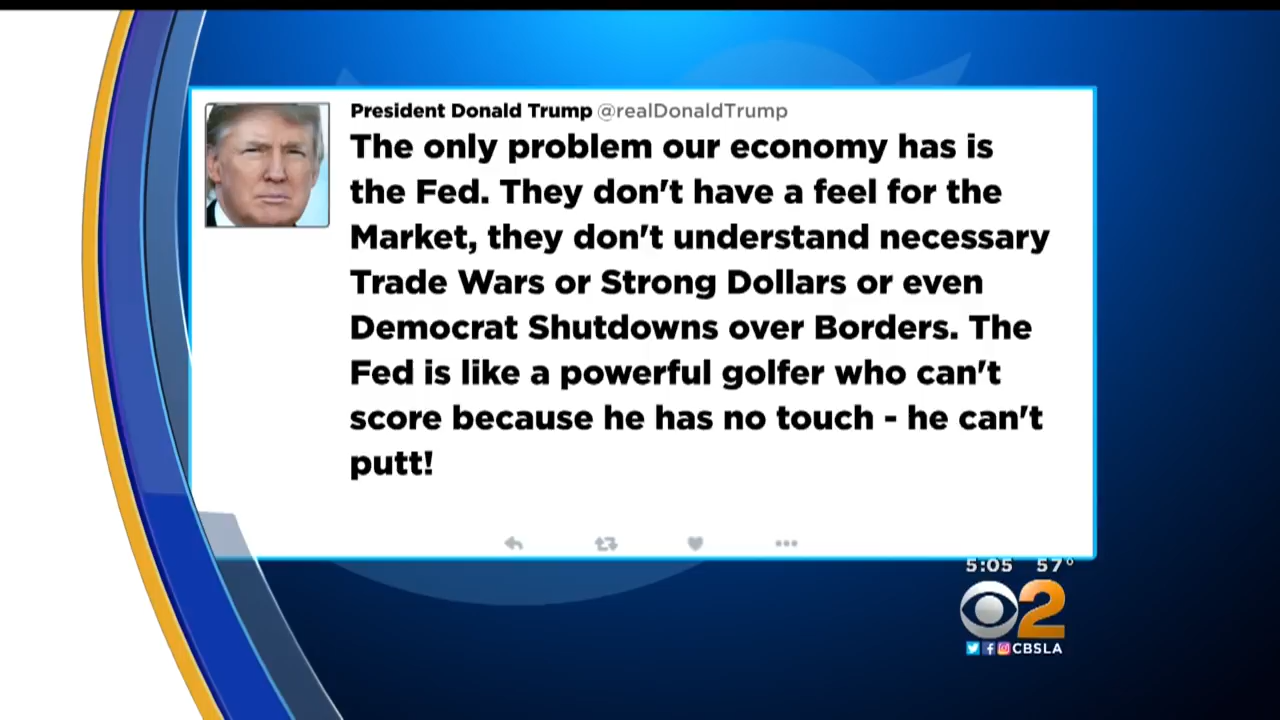 President Donald Trump @realDonaldTrump
The only problem our economy has is
the Fed. They don't have a feel for the
Market, they don't understand necessary
Trade Wars or Strong Dollars or even
Democrat Shutdowns over Borders. The
Fed is like a powerful golfer who can't
score because he has no touch - he can't
putt!
5:05 57°
2
CBSLA